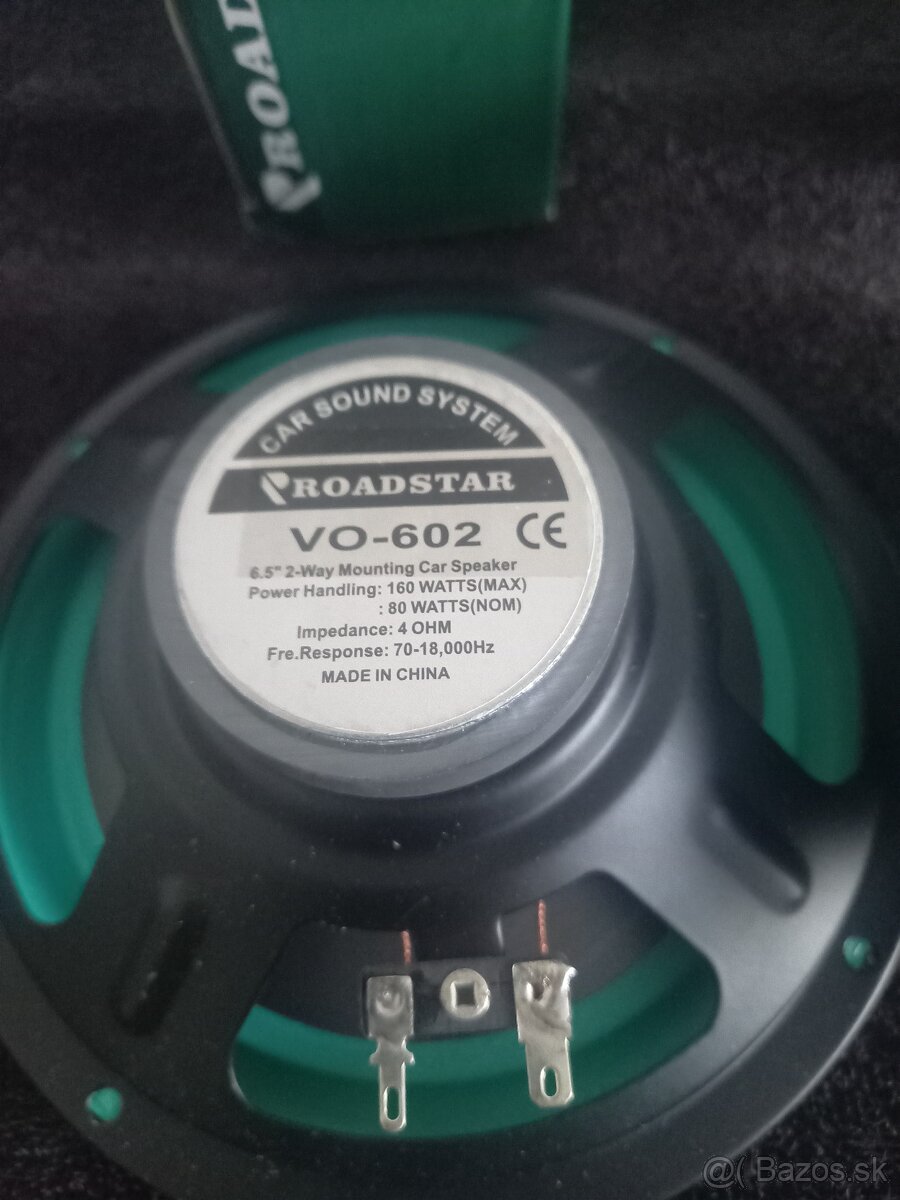 ROAD
CAR SOUND SYSTEM
ROADSTAR
VO-602 CE
6.5" 2-Way Mounting Car Speaker
Power Handling: 160 WATTS(MAX)
: 80 WATTS(NOM)
Impedance: 4 OHM
Fre.Response: 70-18,000Hz
MADE IN CHINA
@( Bazos.sk